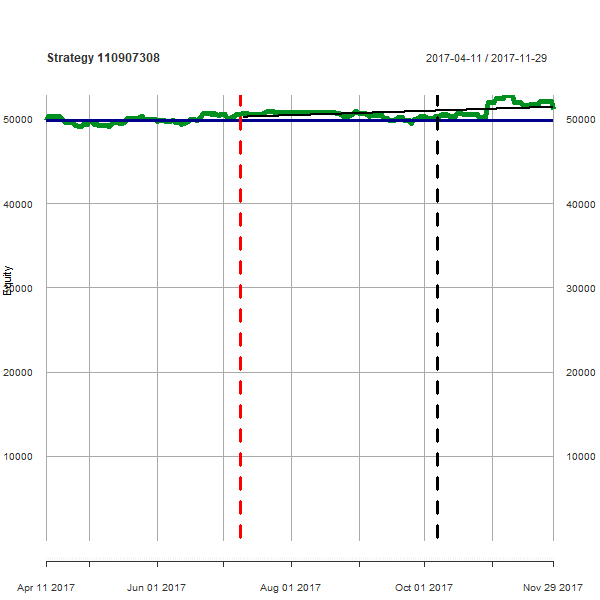 Strategy 110907308
2017-04-11 / 2017-11-29
50000
50000
40000
40000
Equity
30000
30000
20000
20000
10000
10000
Apr 11 2017
Jun 01 2017
Aug 01 2017
Oct 01 2017
Nov 29 2017